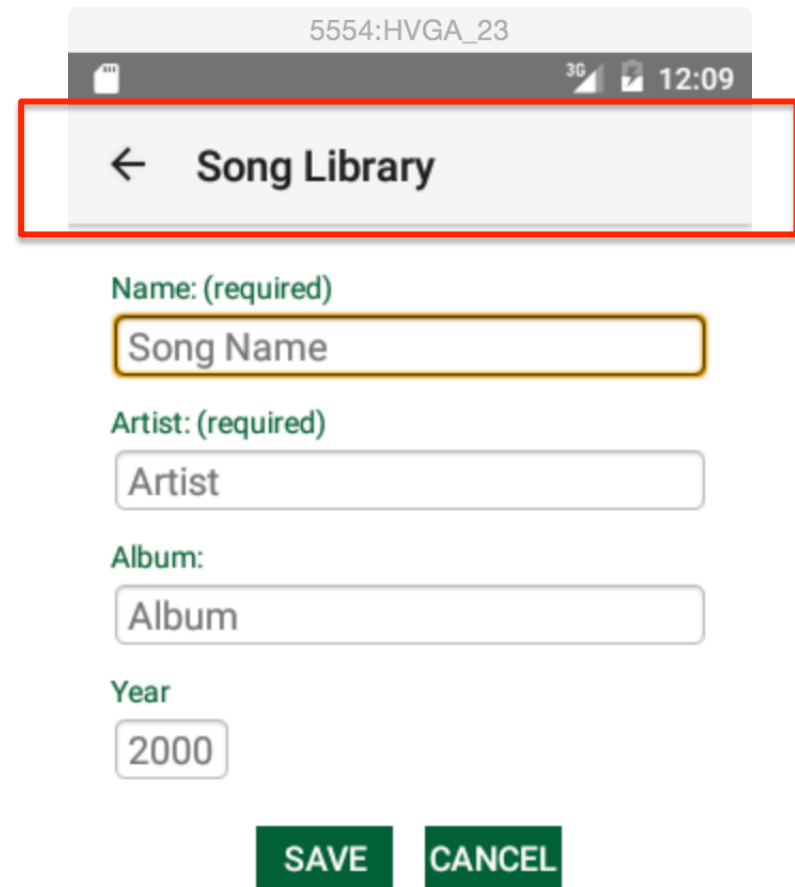 5554:HVGA_23
3G 12:09
Song Library
Name: (required)
Song Name
Artist: (required)
Artist
Album:
Album
Year
2000
SAVE CANCEL